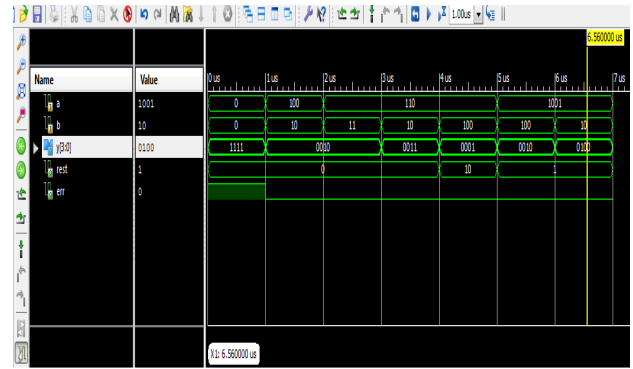 1.00us
6.560000 us
Name Value 0 us 1 us 2 us 3 us 4 us 5 us 6 us 7 us
a 1001 0 100 110 1001
b 10 0 10 11 10 100 100 10
y[3:0] 0100 1111 0010 0011 0001 0010 0100
rest 1 0 10 1
err 0
X1: 6.560000 us